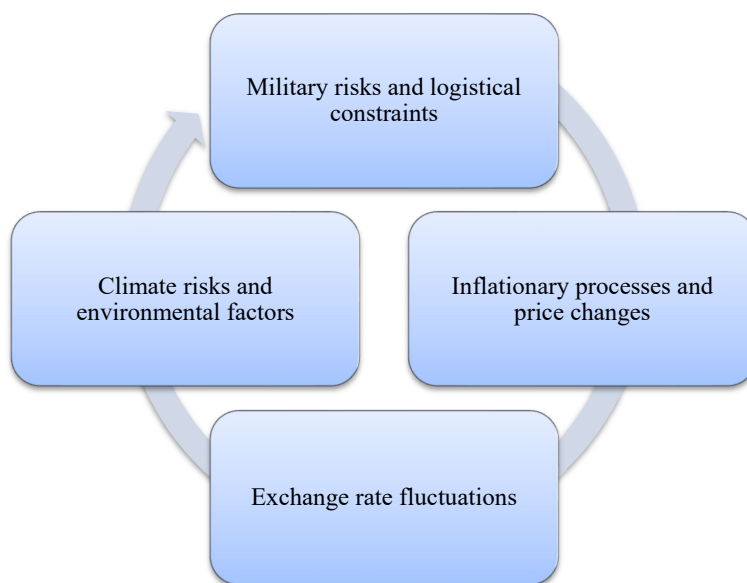 Military risks and logistical
constraints
Climate risks and
environmental factors
Inflationary processes and
price changes
Exchange rate fluctuations